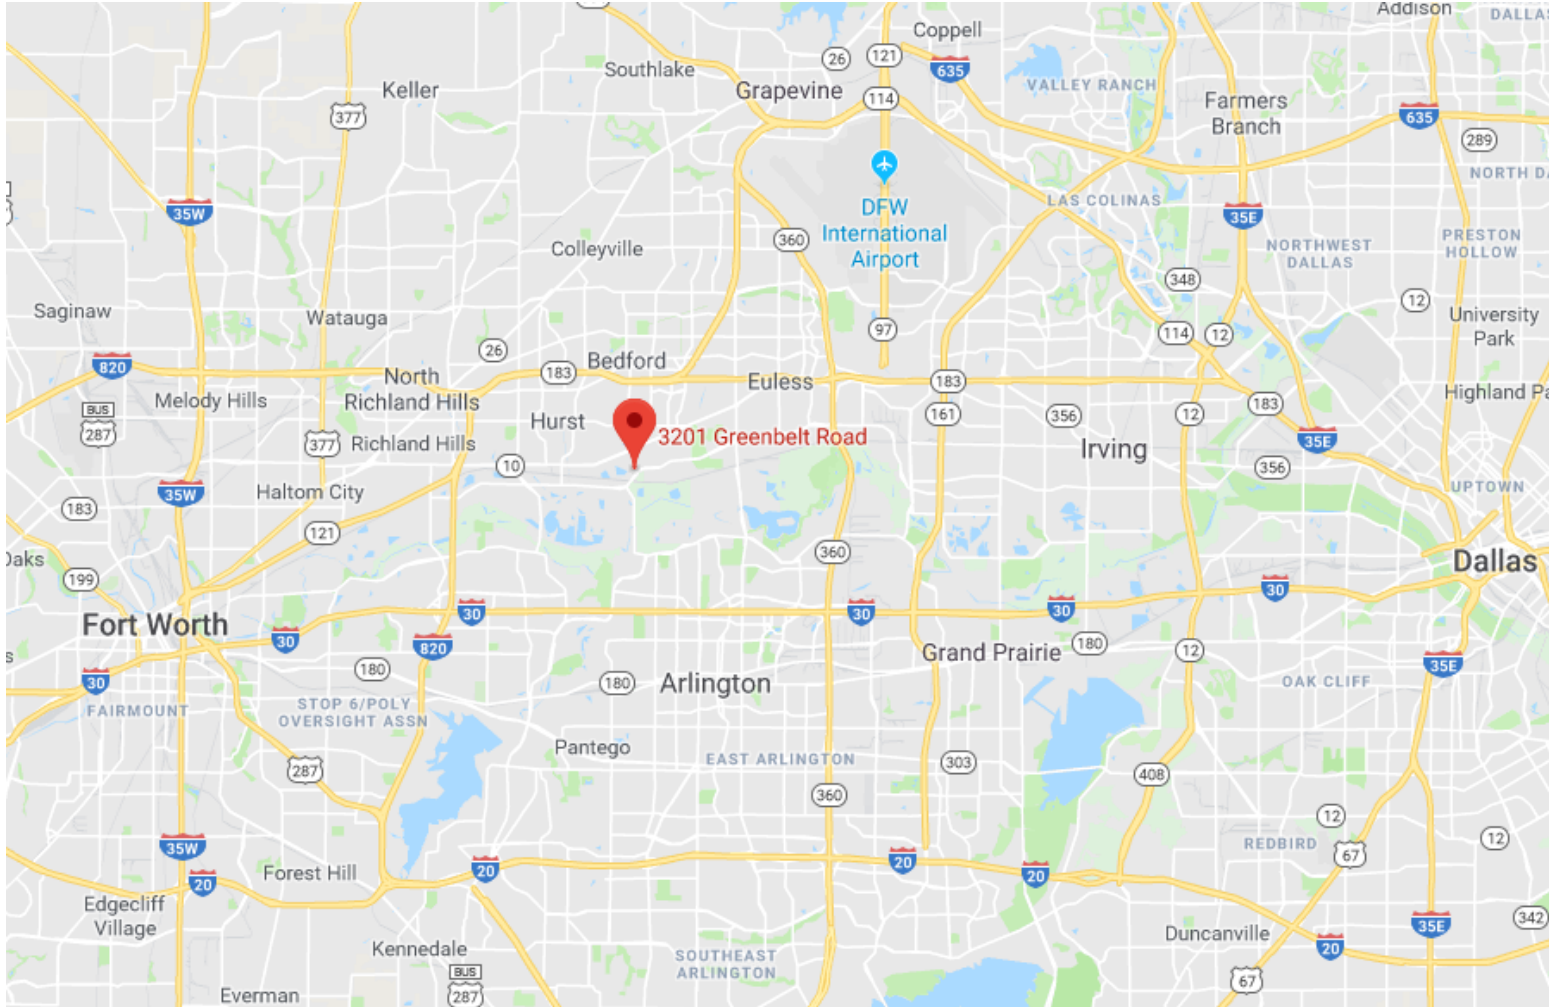 Addison
DALLAS
Coppell
26
121
Southlake
635
Keller
Grapevine
VALLEY RANCH
114
Farmers
Branch
377
635
289
NORTH DA
LAS COLINAS
35W
DFW
International
Airport
35E
360
Colleyville
NORTHWEST
DALLAS
PRESTON
HOLLOW
348
12
Saginaw
Watauga
97
114
12
University
Park
26
820
183
Bedford
North
Richland Hills
Euless
183
Melody Hills
Highland Pa
BUS
287
Hurst
161
356
12
183
377
Richland Hills
3201 Greenbelt Road
Irving
35E
10
356
35W
Haltom City
UPTOWN
183
121
360
Oaks
Dallas
199
30
30
30
30
Fort Worth
30
820
180
Grand Prairie
180
12
s
30
180
Arlington
35E
OAK CLIFF
FAIRMOUNT
STOP 6/POLY
OVERSIGHT ASSN
Pantego
EAST ARLINGTON
303
287
408
360
12
12
35W
REDBIRD
67
20
20
20
Forest Hill
20
Edgecliff
Village
342
35E
Kennedale
Duncanville
20
SOUTHEAST
ARLINGTON
BUS
287
67
Everman